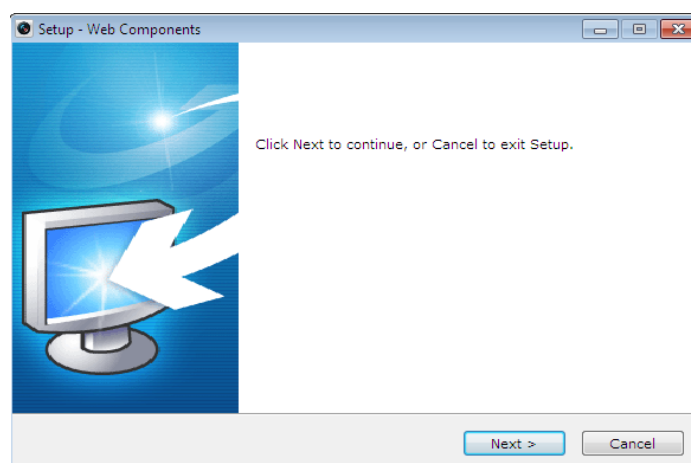 Setup - Web Components
Click Next to continue, or Cancel to exit Setup.
Next >
Cancel